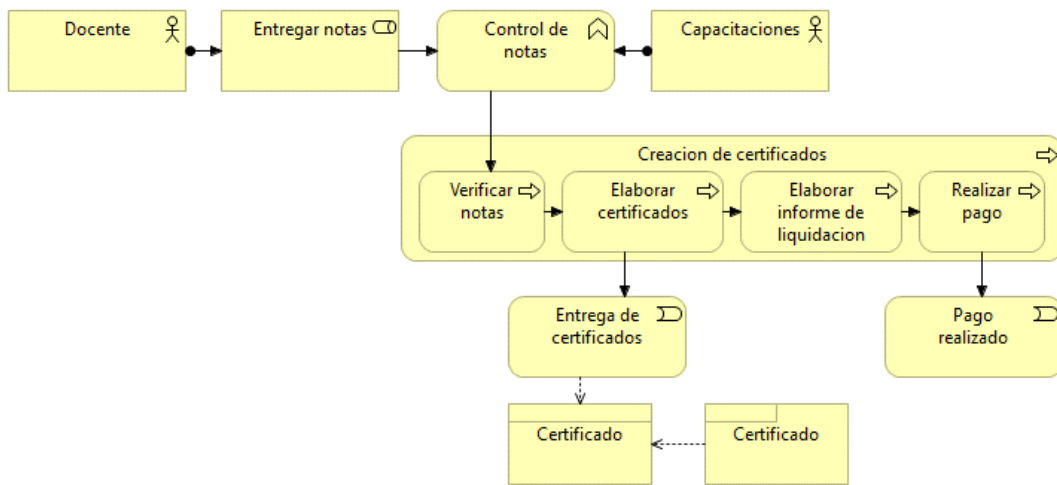 Docente
Entregar notas
Control de
notas
Capacitaciones
Creacion de certificados
Verificar
notas
Elaborar
certificados
Elaborar
informe de
liquidacion
Realizar
pago
Entrega de
certificados
Pago
realizado
Certificado
Certificado